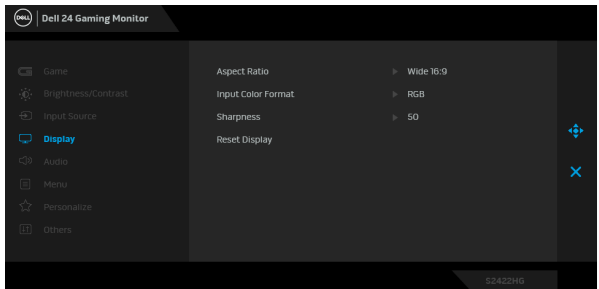 DELL Dell 24 Gaming Monitor
Game
Brightness/Contrast
Input Source
Display
Audio
Menu
Personalize
Others
Aspect Ratio Wide 16:9
Input Color Format RGB
Sharpness 50
Reset Display
S2422HG